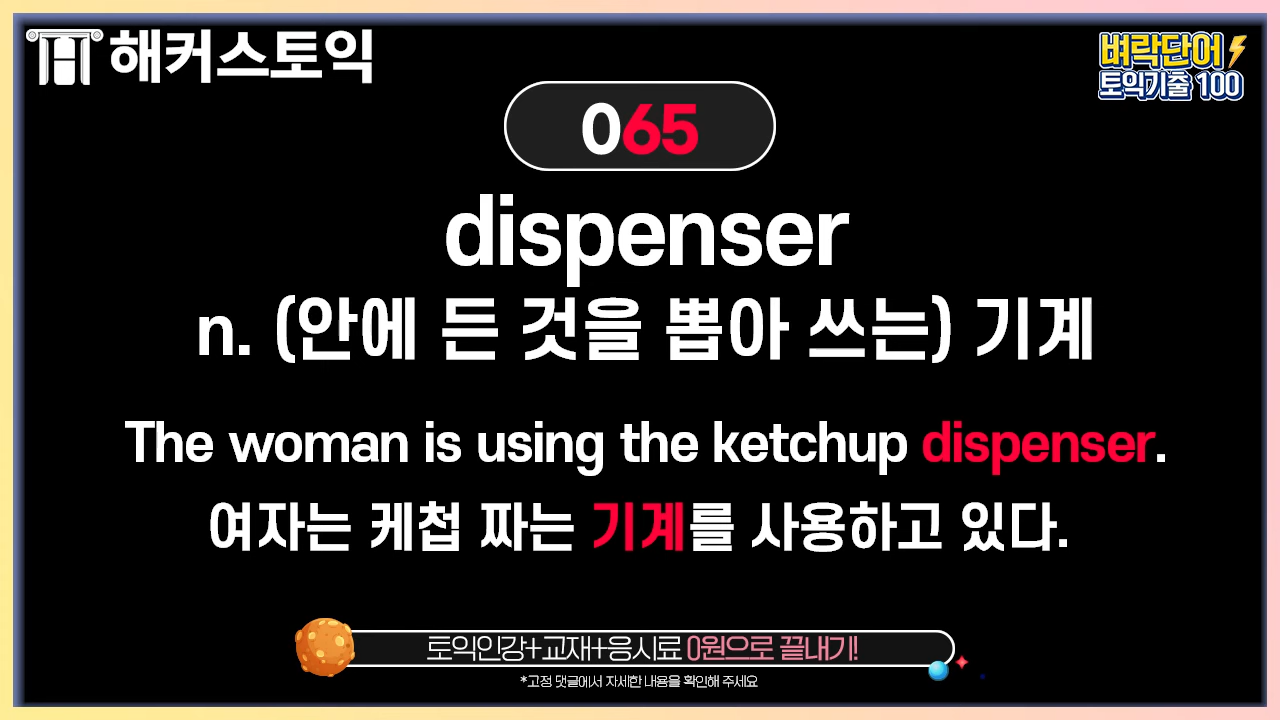 해커스토익
벼락단어
토익기출 100
065
dispenser
n. (안에 든 것을 뽑아 쓰는) 기계
The woman is using the ketchup dispenser.
여자는 케첩 짜는 기계를 사용하고 있다.
토익인강+교재+응시료 0원으로 끝내기!
*고정 댓글에서 자세한 내용을 확인해 주세요